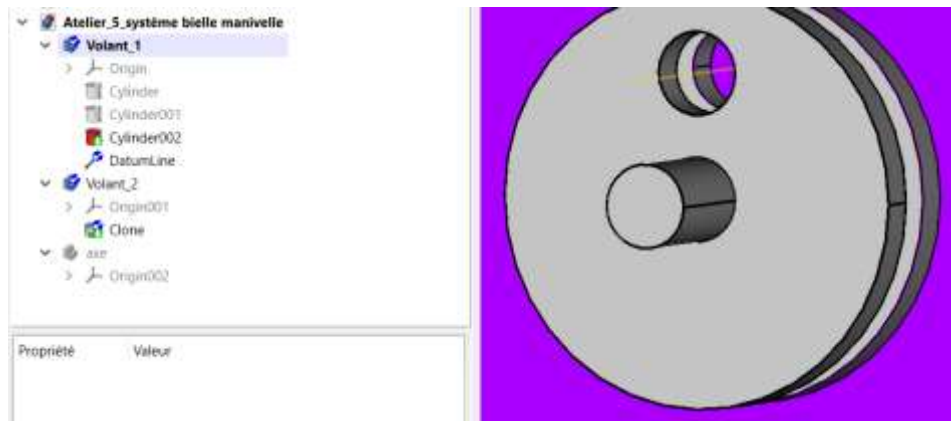 Atelier_5_système bielle manivelle
Volant_1
Origin
Cylinder
Cylinder001
Cylinder002
DatumLine
Volant_2
Origin001
Clone
axe
Origin002
Propriété Valeur